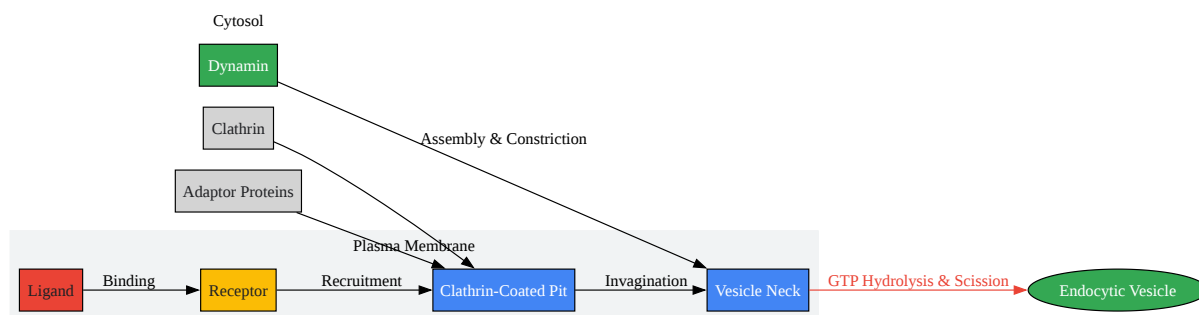 Cytosol
Dynamin
Clathrin
Assembly & Constriction
Adaptor Proteins
Plasma Membrane
Ligand
Binding
Receptor
Recruitment
Clathrin-Coated Pit
Invagination
Vesicle Neck
GTP Hydrolysis & Scission
Endocytic Vesicle